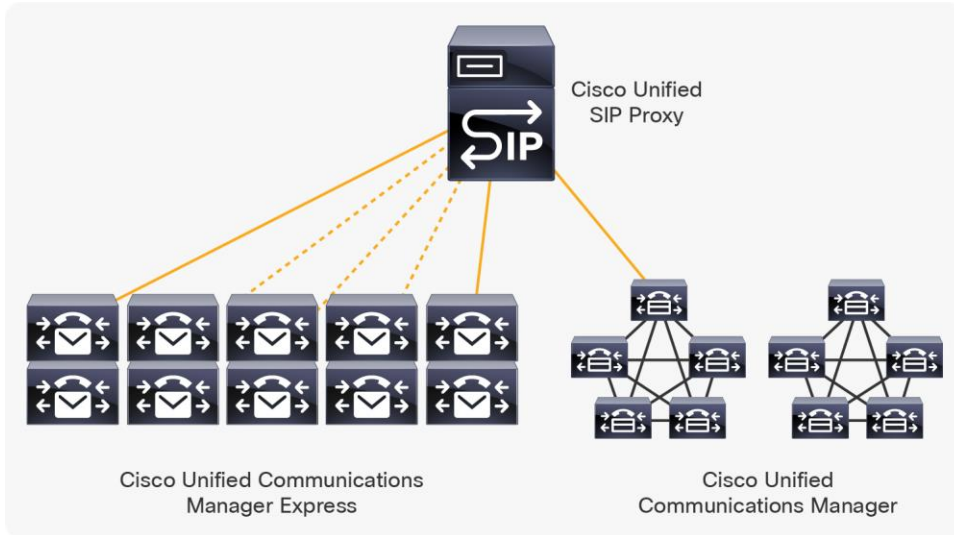 Cisco Unified
SIP Proxy
SIP
Cisco Unified Communications
Manager Express
Cisco Unified
Communications Manager